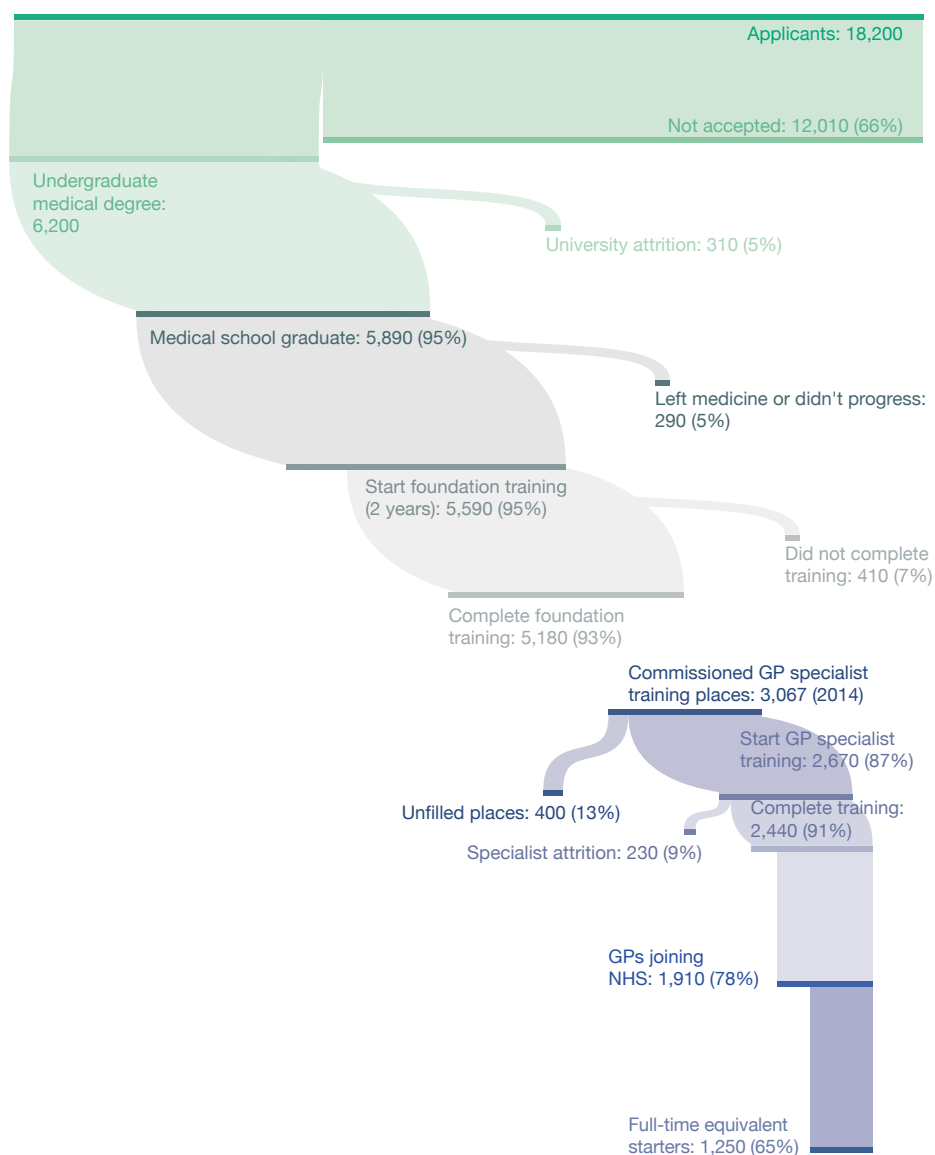 Applicants: 18,200
Not accepted: 12,010 (66%)
Undergraduate
medical degree:
6,200
University attrition: 310 (5%)
Medical school graduate: 5,890 (95%)
Left medicine or didn't progress:
290 (5%)
Start foundation training
(2 years): 5,590 (95%)
Did not complete
training: 410 (7%)
Complete foundation
training: 5,180 (93%)
Commissioned GP specialist
training places: 3,067 (2014)
Start GP specialist
training: 2,670 (87%)
Unfilled places: 400 (13%)
Complete training:
2,440 (91%)
Specialist attrition: 230 (9%)
GPs joining
NHS: 1,910 (78%)
Full-time equivalent
starters: 1,250 (65%)